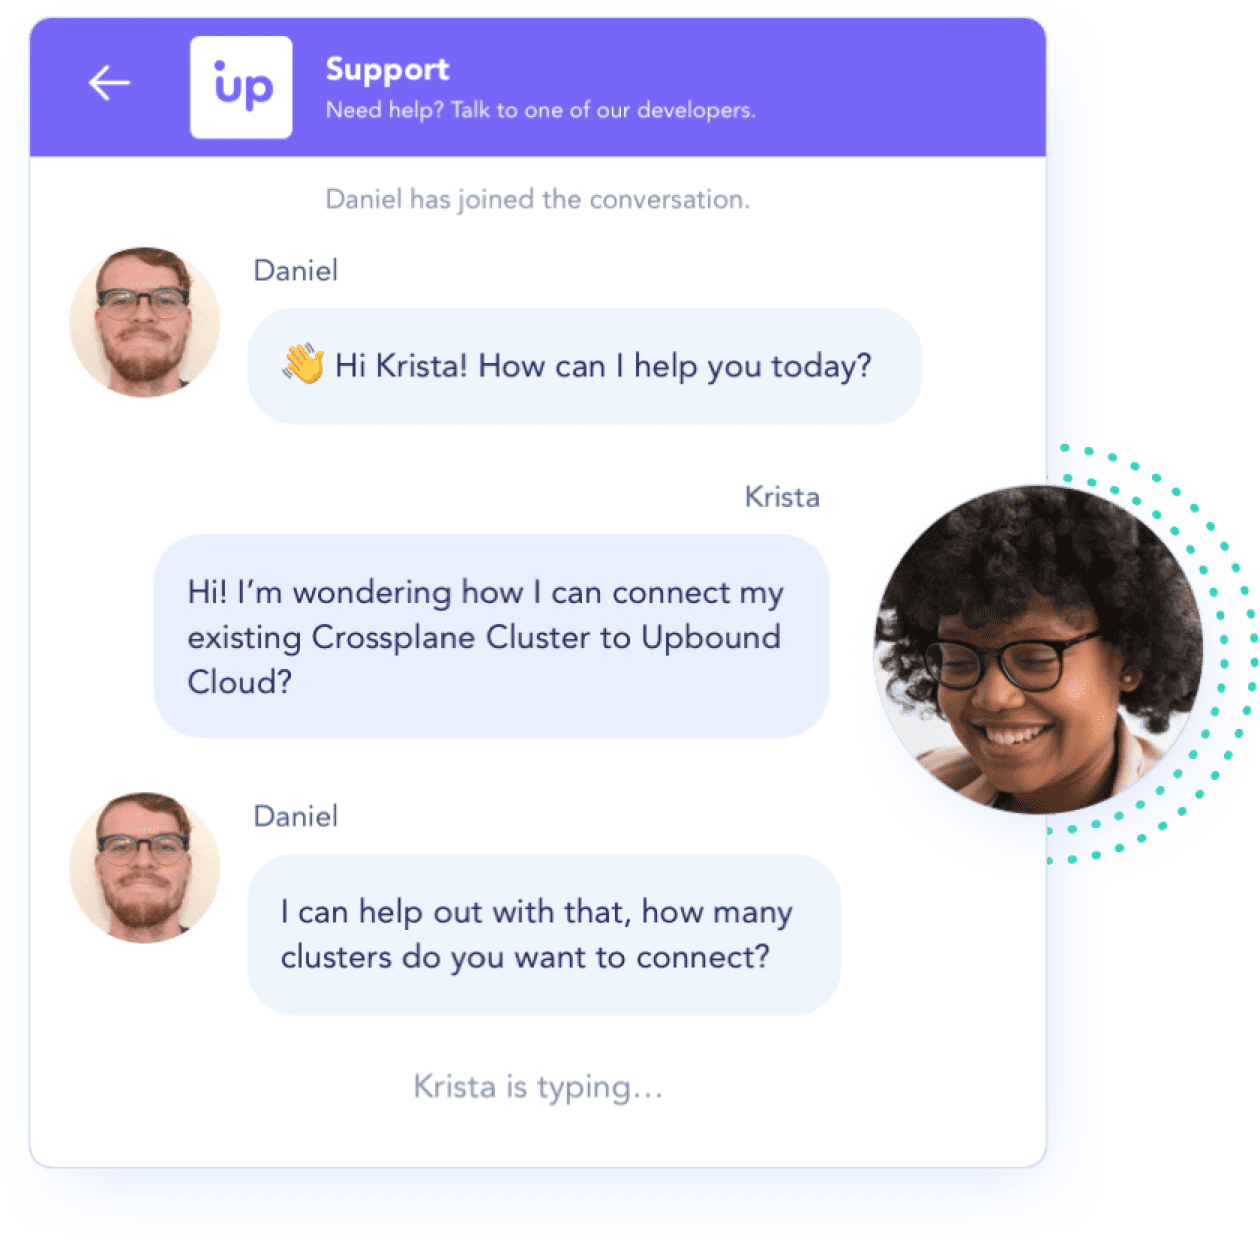 up
Support
Need help? Talk to one of our developers.
Daniel has joined the conversation.
Daniel
👋 Hi Krista! How can I help you today?
Krista
Hi! I’m wondering how I can connect my
existing Crossplane Cluster to Upbound
Cloud?
Daniel
I can help out with that, how many
clusters do you want to connect?
Krista is typing...